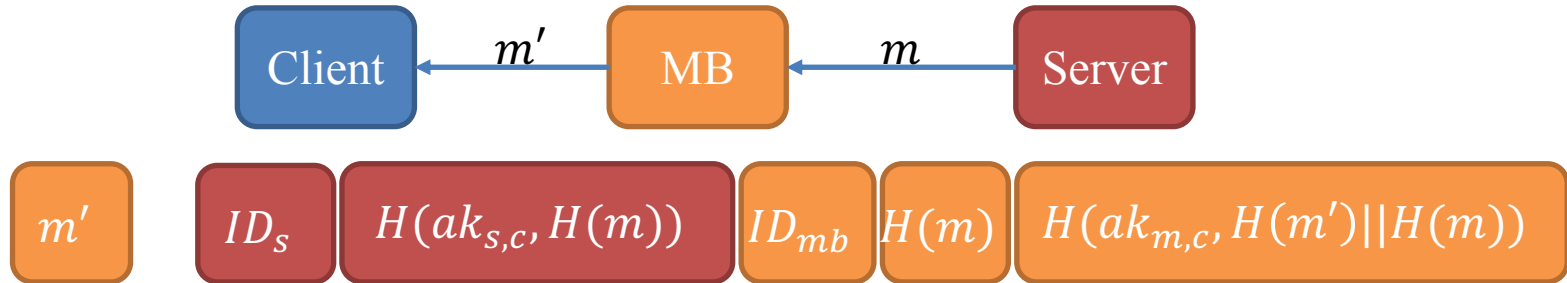 Client m′ MB m Server
m′ ID_s H(ak_{s,c}, H(m)) ID_{mb} H(m) H(ak_{m,c}, H(m′)||H(m))